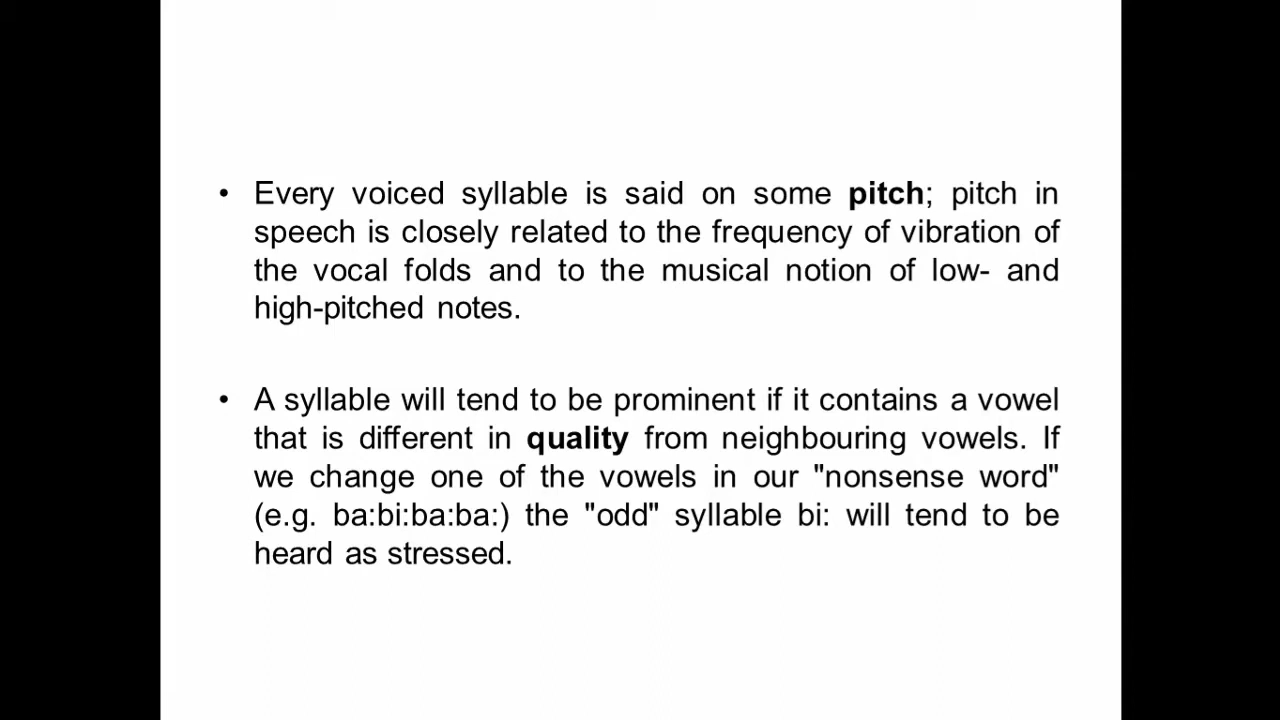 • Every voiced syllable is said on some pitch; pitch in
speech is closely related to the frequency of vibration of
the vocal folds and to the musical notion of low- and
high-pitched notes.
• A syllable will tend to be prominent if it contains a vowel
that is different in quality from neighbouring vowels. If
we change one of the vowels in our "nonsense word"
(e.g. ba:bi:ba:ba:) the "odd" syllable bi: will tend to be
heard as stressed.